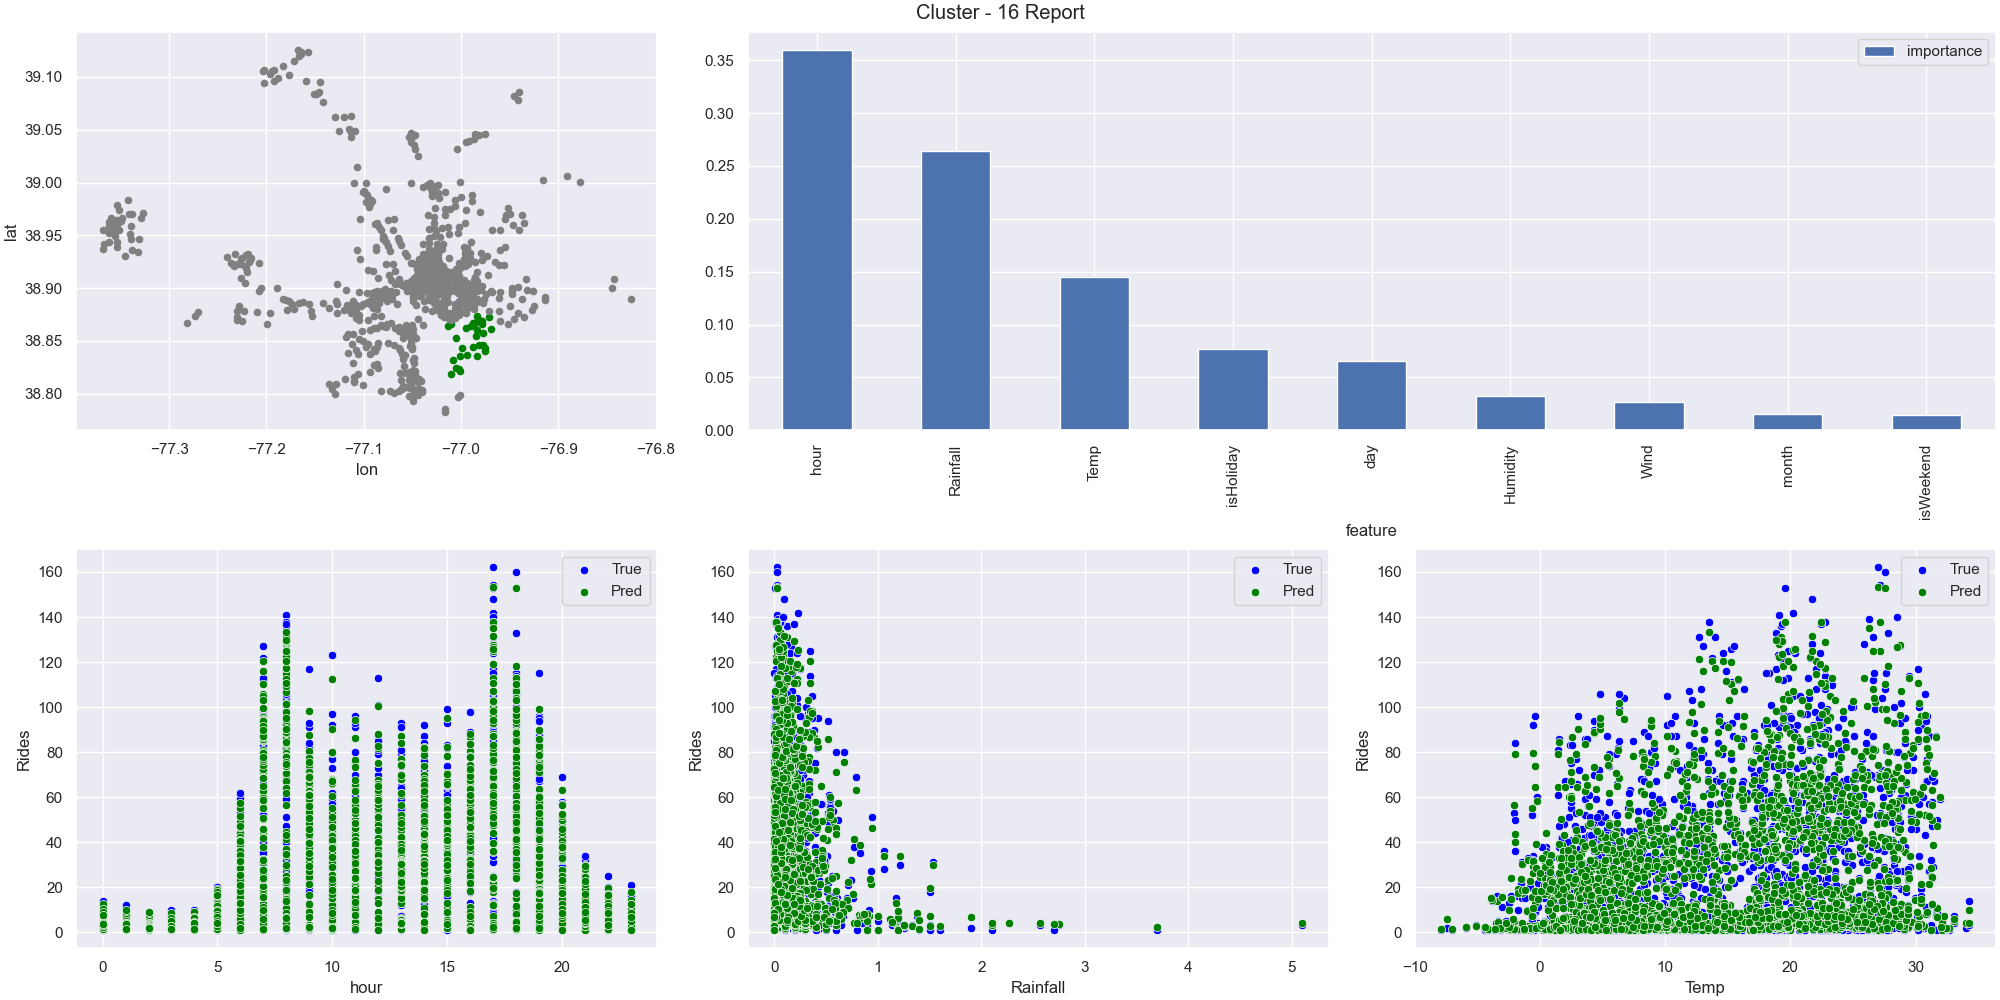 Cluster - 16 Report
lat
39.10
39.05
39.00
38.95
38.90
38.85
38.80
−77.3 −77.2 −77.1 −77.0 −76.9 −76.8
lon
importance
0.35
0.30
0.25
0.20
0.15
0.10
0.05
0.00
hour Rainfall Temp isHoliday day Humidity Wind month isWeekend
feature
True
Pred
Rides
160
140
120
100
80
60
40
20
0
0 5 10 15 20
hour
True
Pred
Rides
160
140
120
100
80
60
40
20
0
0 1 2 3 4 5
Rainfall
True
Pred
Rides
160
140
120
100
80
60
40
20
0
−10 0 10 20 30
Temp